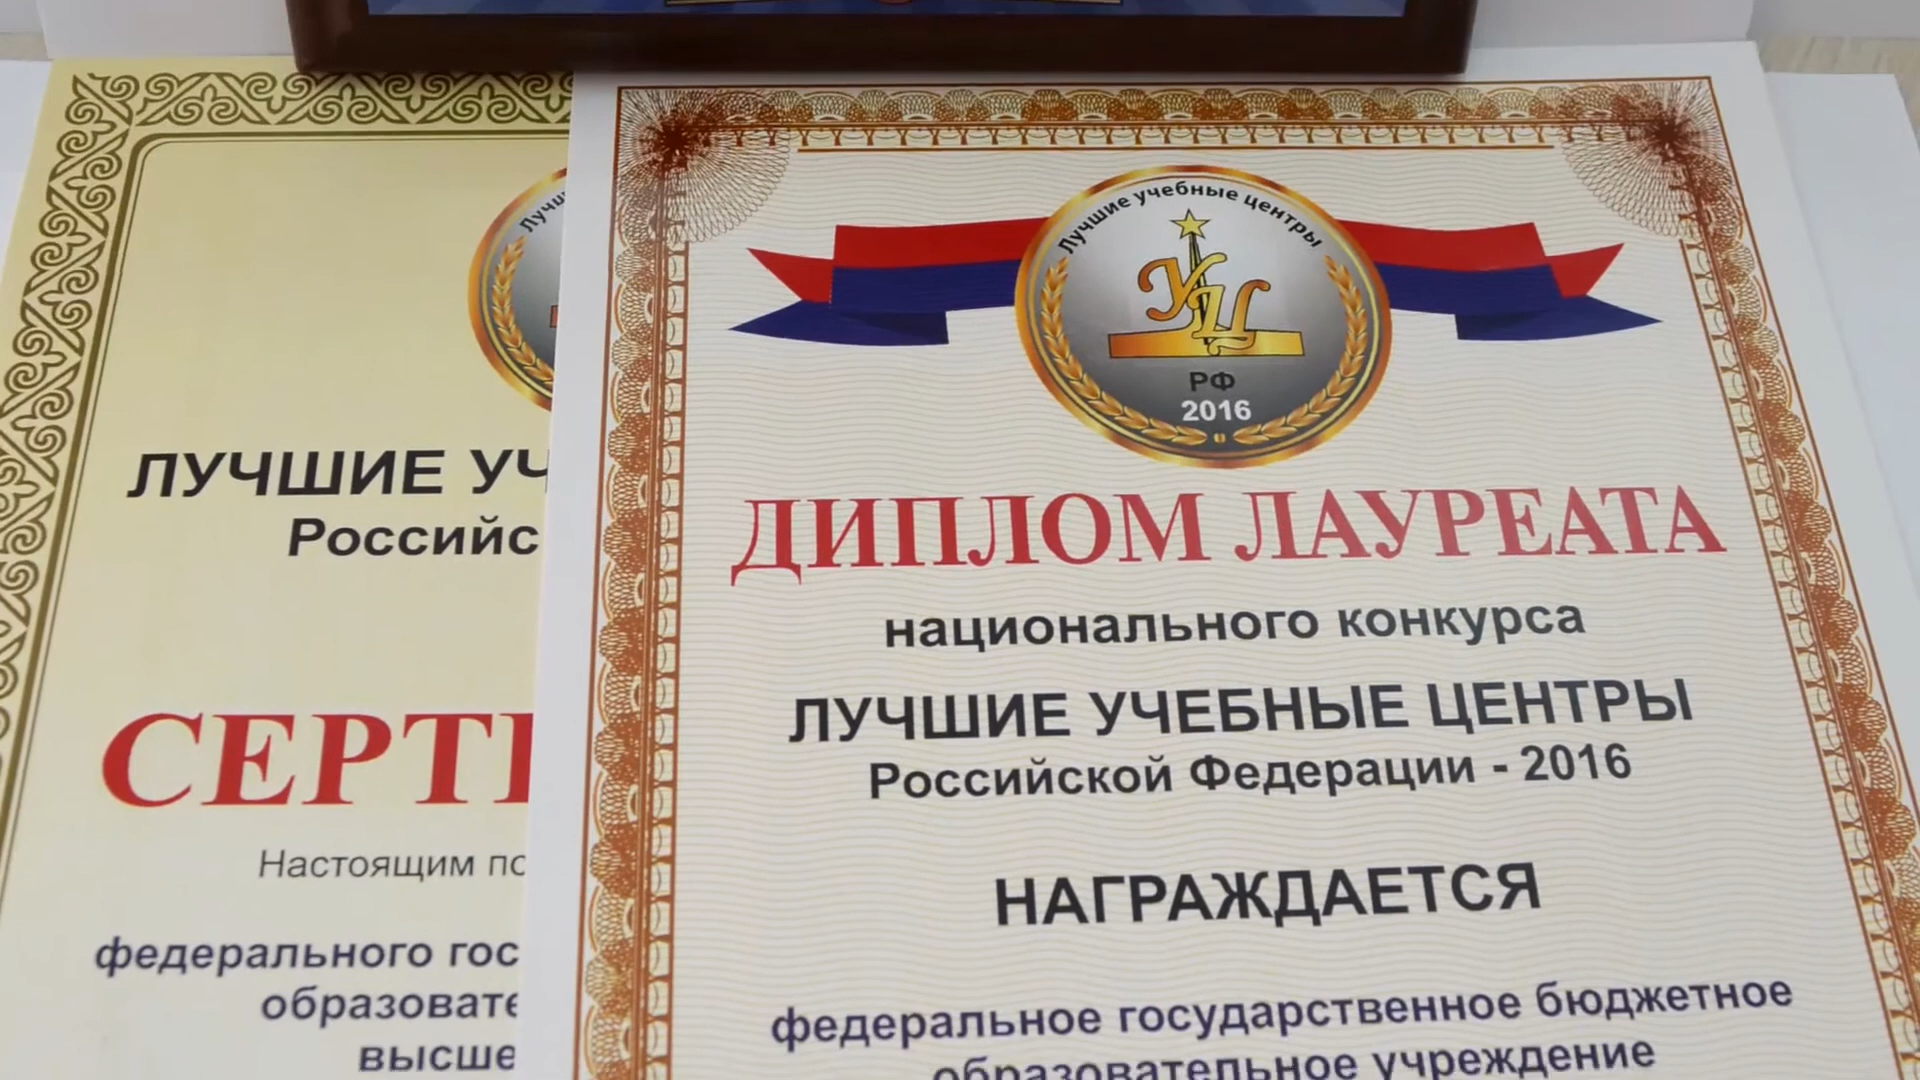 Лучшие учебные центры
УЦ
РФ
2016
ДИПЛОМ ЛАУРЕАТА
национального конкурса
ЛУЧШИЕ УЧЕБНЫЕ ЦЕНТРЫ
Российской Федерации - 2016
НАГРАЖДАЕТСЯ
федеральное государственное бюджетное
образовательное учреждение
ЛУЧШИЕ УЧ
Российс
СЕРТИ
Настоящим по
федерального гос
образовате
высше